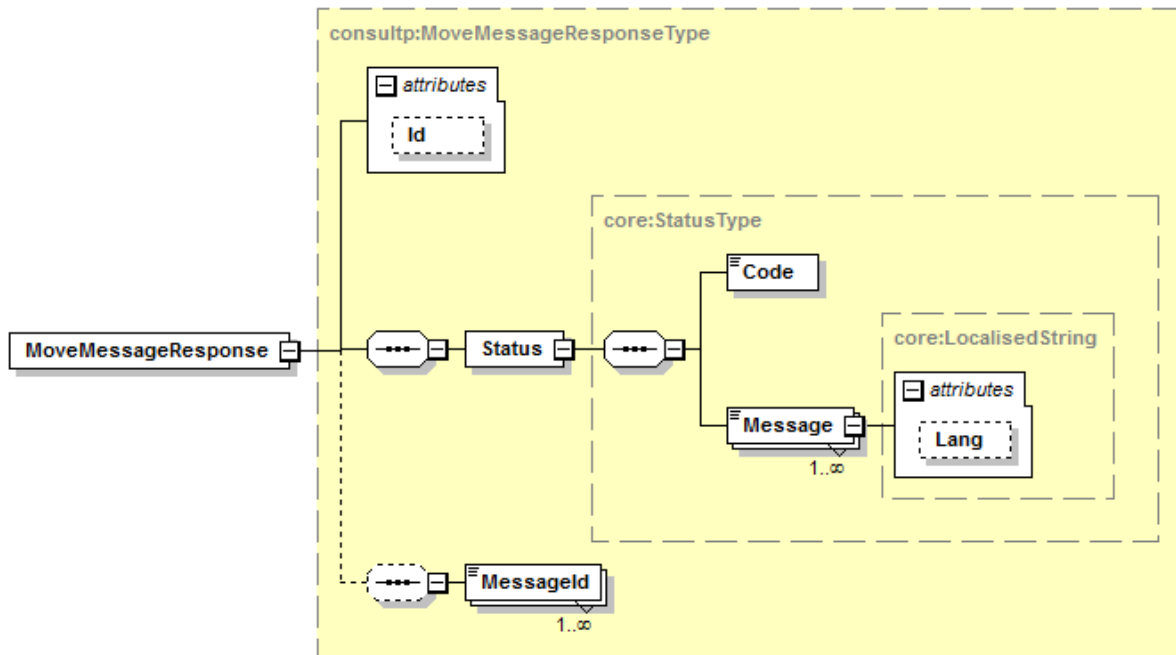 consultp:MoveMessageResponseType
attributes
Id
core:StatusType
Code
core:LocalisedString
MoveMessageResponse
Status
attributes
Message
Lang
1..∞
MessageId
1..∞